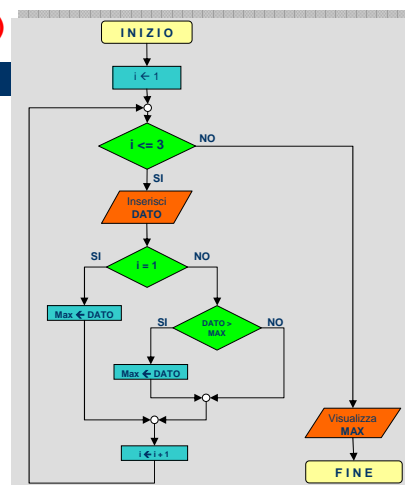 INIZIO
i ← 1
i <= 3
NO
SI
Inserisci
DATO
SI
NO
i = 1
Max ← DATO
SI
DATO >
MAX
NO
Max ← DATO
Visualizza
MAX
i ← i + 1
FINE